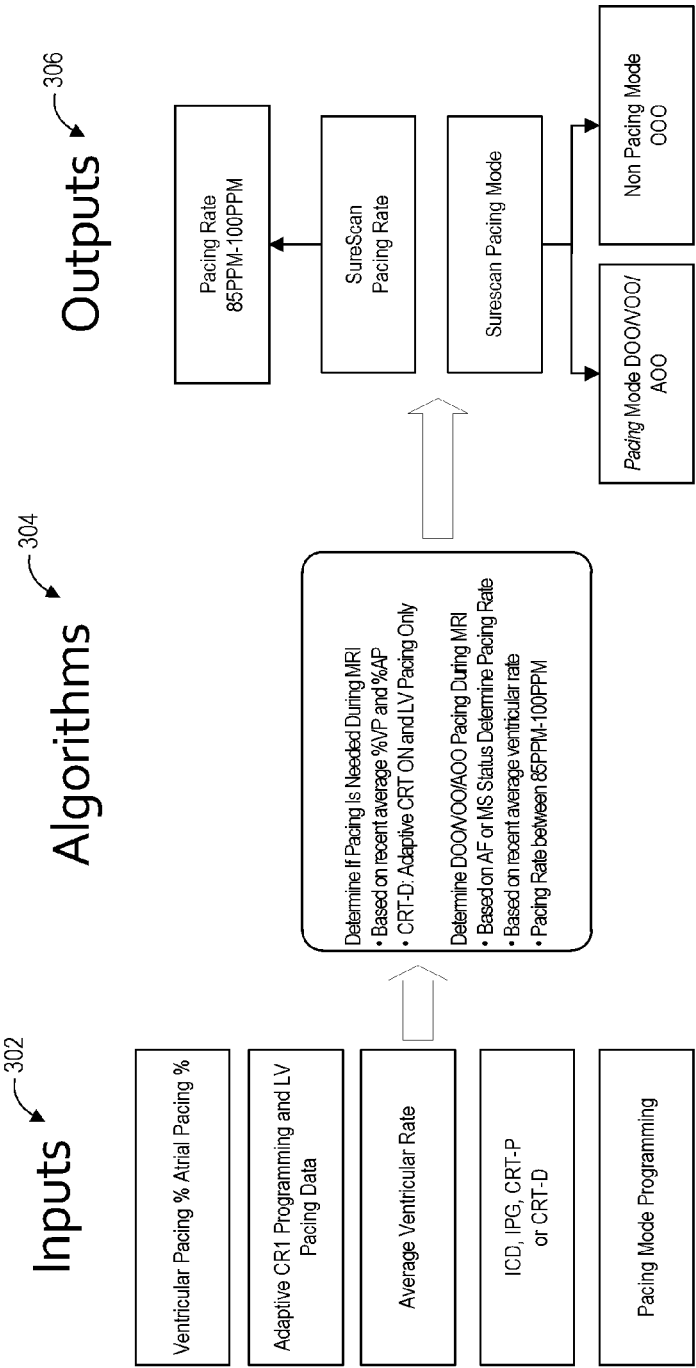 Inputs
302
Ventricular Pacing % Atrial Pacing %
Adaptive CR1 Programming and LV
Pacing Data
Average Ventricular Rate
ICD, IPG, CRT-P
or CRT-D
Pacing Mode Programming
Algorithms
304
Determine If Pacing Is Needed During MRI
• Based on recent average %VP and %AP
• CRT-D: Adaptive CRT ON and LV Pacing Only
Determine DOO/VOO/AOO Pacing During MRI
• Based on AF or MS Status Determine Pacing Rate
• Based on recent average ventricular rate
• Pacing Rate between 85PPM-100PPM
Outputs
306
Pacing Rate
85PPM-100PPM
SureScan
Pacing Rate
Surescan Pacing Mode
Pacing Mode DOO/VOO/
AOO
Non Pacing Mode
OOO